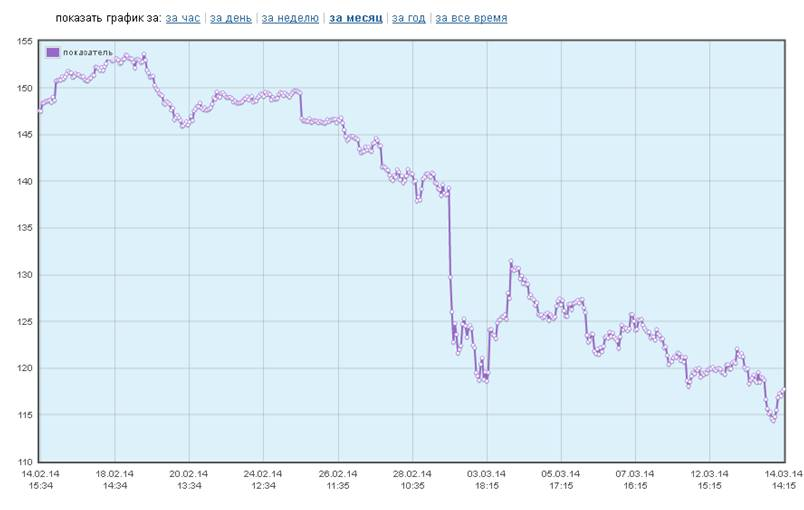 показать график за: за час | за день | за неделю | за месяц | за год | за все время
155
показатель
150
145
140
135
130
125
120
115
110
14.02.14 18.02.14 20.02.14 24.02.14 26.02.14 28.02.14 03.03.14 05.03.14 07.03.14 12.03.14 14.03.14
15:34 14:34 13:34 12:34 11:35 10:35 18:15 17:15 16:15 15:15 14:15